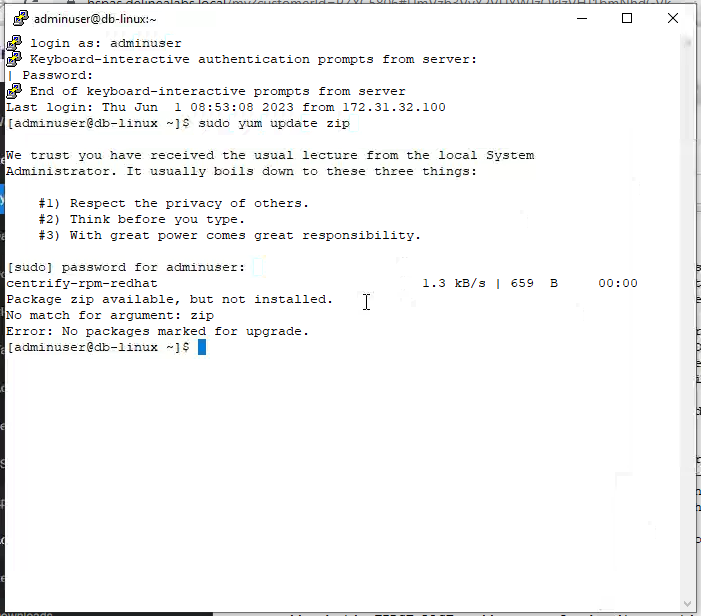 adminuser@db-linux:~
login as: adminuser
Keyboard-interactive authentication prompts from server:
| Password:
End of keyboard-interactive prompts from server
Last login: Thu Jun  1 08:53:08 2023 from 172.31.32.100
[adminuser@db-linux ~]$ sudo yum update zip
We trust you have received the usual lecture from the local System
Administrator. It usually boils down to these three things:
#1) Respect the privacy of others.
#2) Think before you type.
#3) With great power comes great responsibility.
[sudo] password for adminuser:
centrify-rpm-redhat 1.3 kB/s | 659  B 00:00
Package zip available, but not installed.
No match for argument: zip
Error: No packages marked for upgrade.
[adminuser@db-linux ~]$